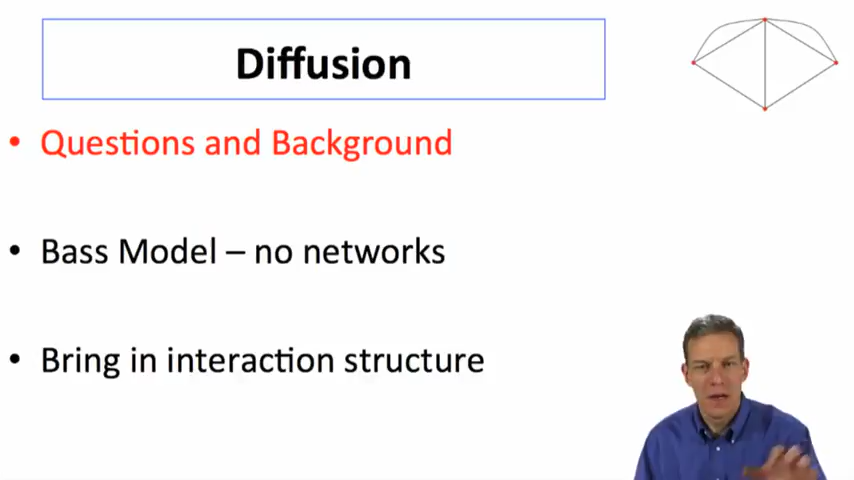 Diffusion
• Questions and Background
• Bass Model – no networks
• Bring in interaction structure